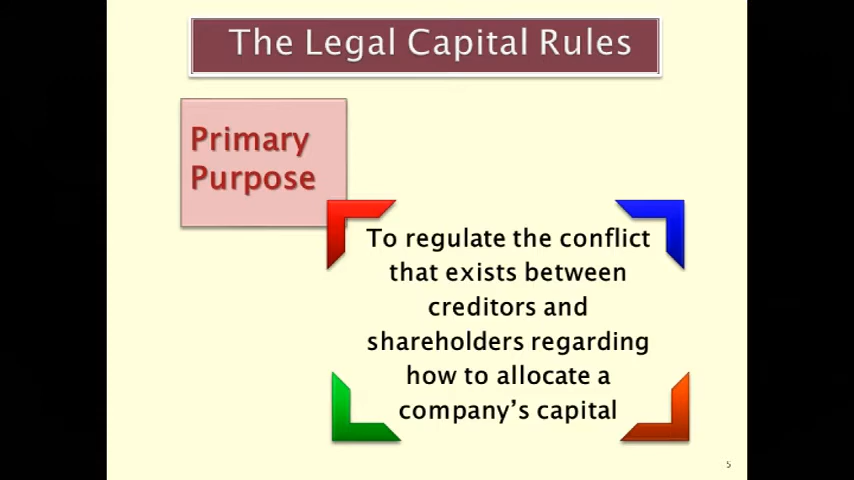 The Legal Capital Rules
Primary
Purpose
To regulate the conflict
that exists between
creditors and
shareholders regarding
how to allocate a
company’s capital
5